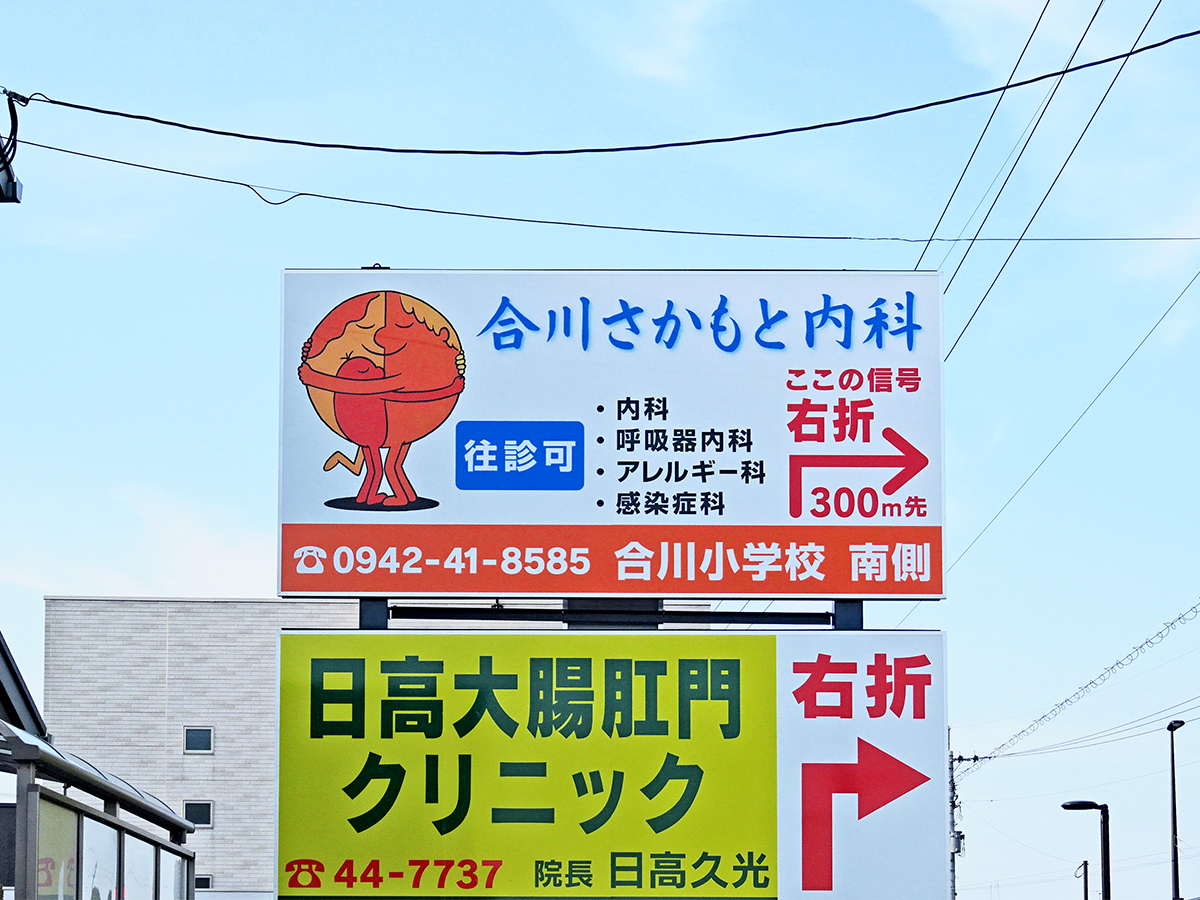 合川さかもと内科
往診可
・内科
・呼吸器内科
・アレルギー科
・感染症科
ここの信号
右折
300m先
☎0942-41-8585 合川小学校 南側
日高大腸肛門
クリニック
☎44-7737 院長 日高久光
右折